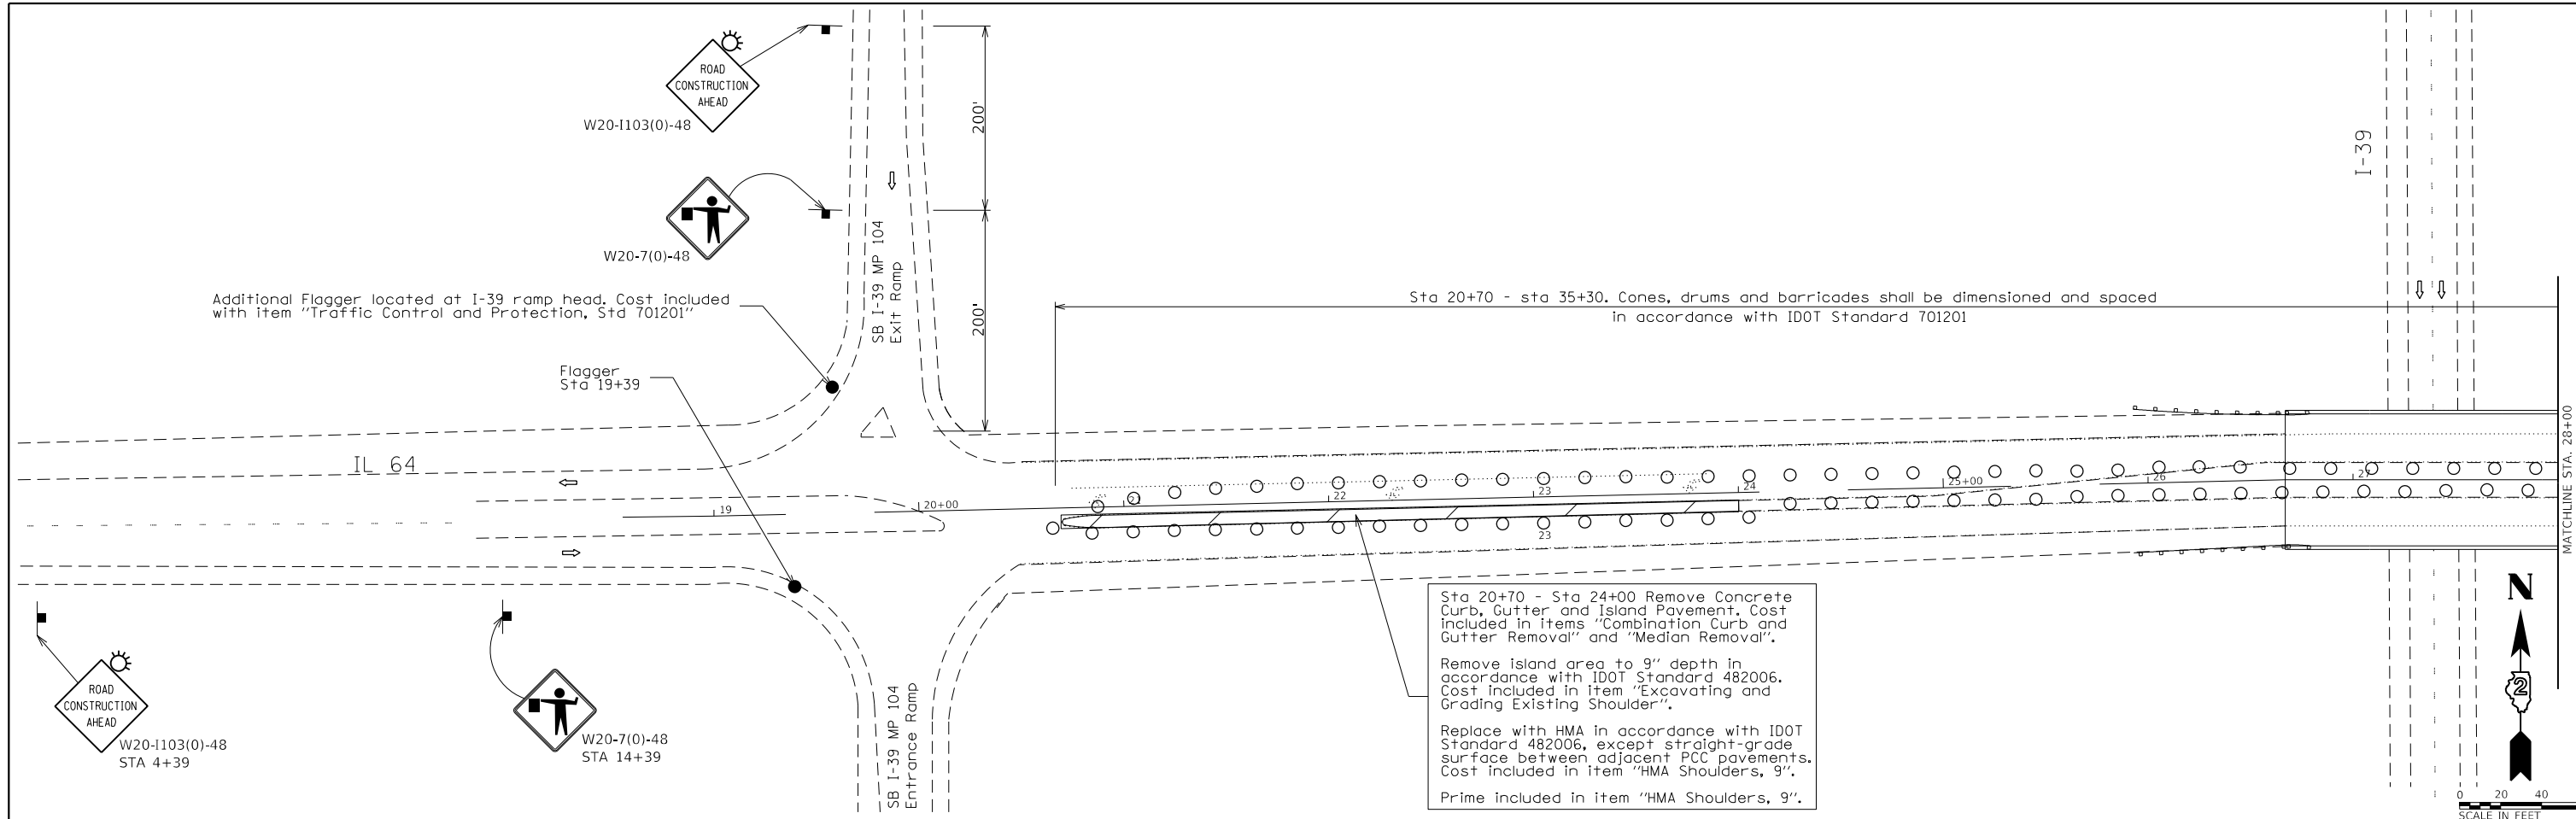 ROAD
CONSTRUCTION
AHEAD
W20-I103(0)-48
200'
W20-7(0)-48
200'
SB I-39 MP 104
Exit Ramp
I-39
Additional Flagger located at I-39 ramp head. Cost included
with item "Traffic Control and Protection, Std 701201"
Sta 20+70 - sta 35+30. Cones, drums and barricades shall be dimensioned and spaced
in accordance with IDOT Standard 701201
Flagger
Sta 19+39
IL 64
19
20+00
21
22
23
24
25+00
26
27
23
MATCHLINE STA. 28+00
Sta 20+70 - Sta 24+00 Remove Concrete
Curb, Gutter and Island Pavement. Cost
included in items "Combination Curb and
Gutter Removal" and "Median Removal".
Remove island area to 9" depth in
accordance with IDOT Standard 482006.
Cost included in item "Excavating and
Grading Existing Shoulder".
Replace with HMA in accordance with IDOT
Standard 482006, except straight-grade
surface between adjacent PCC pavements.
Cost included in item "HMA Shoulders, 9".
Prime included in item "HMA Shoulders, 9".
ROAD
CONSTRUCTION
AHEAD
W20-I103(0)-48
STA 4+39
W20-7(0)-48
STA 14+39
SB I-39 MP 104
Entrance Ramp
N
2
0 20 40
SCALE IN FEET